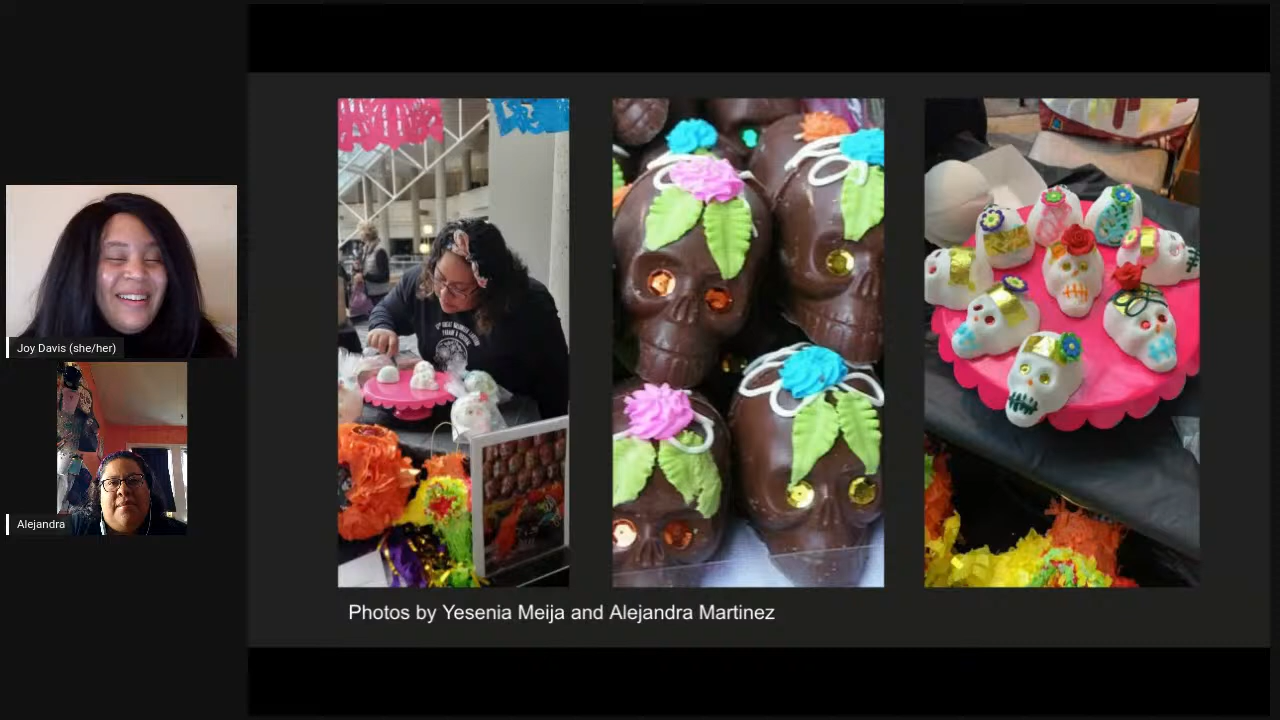 Joy Davis (she/her)
Alejandra
Photos by Yesenia Meija and Alejandra Martinez